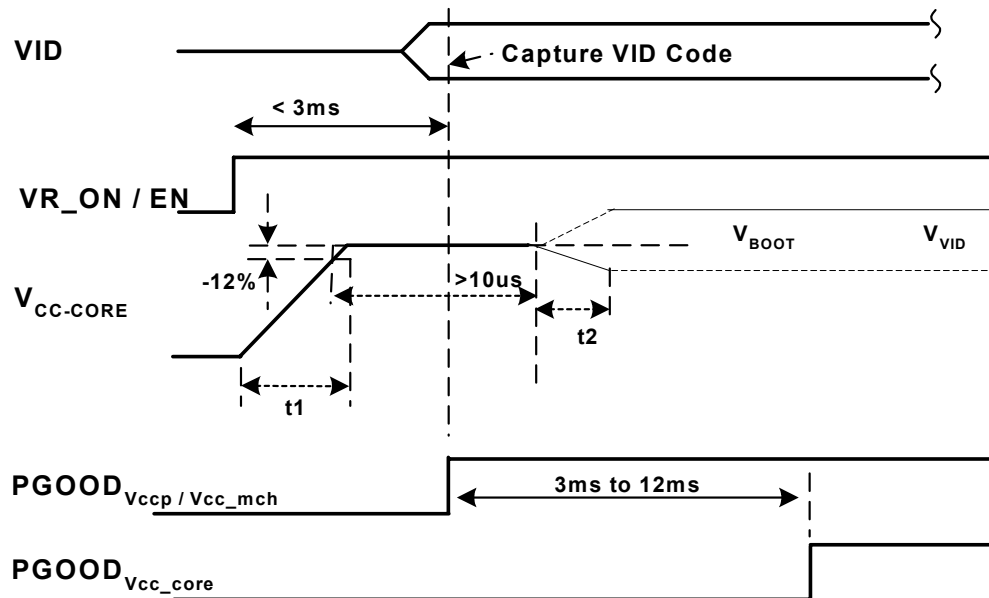 VID
Capture VID Code
< 3ms
VR_ON / EN
VBOOT
VVID
-12%
>10us
VCC-CORE
t2
t1
PGOODVccp / Vcc_mch
3ms to 12ms
PGOODVcc_core